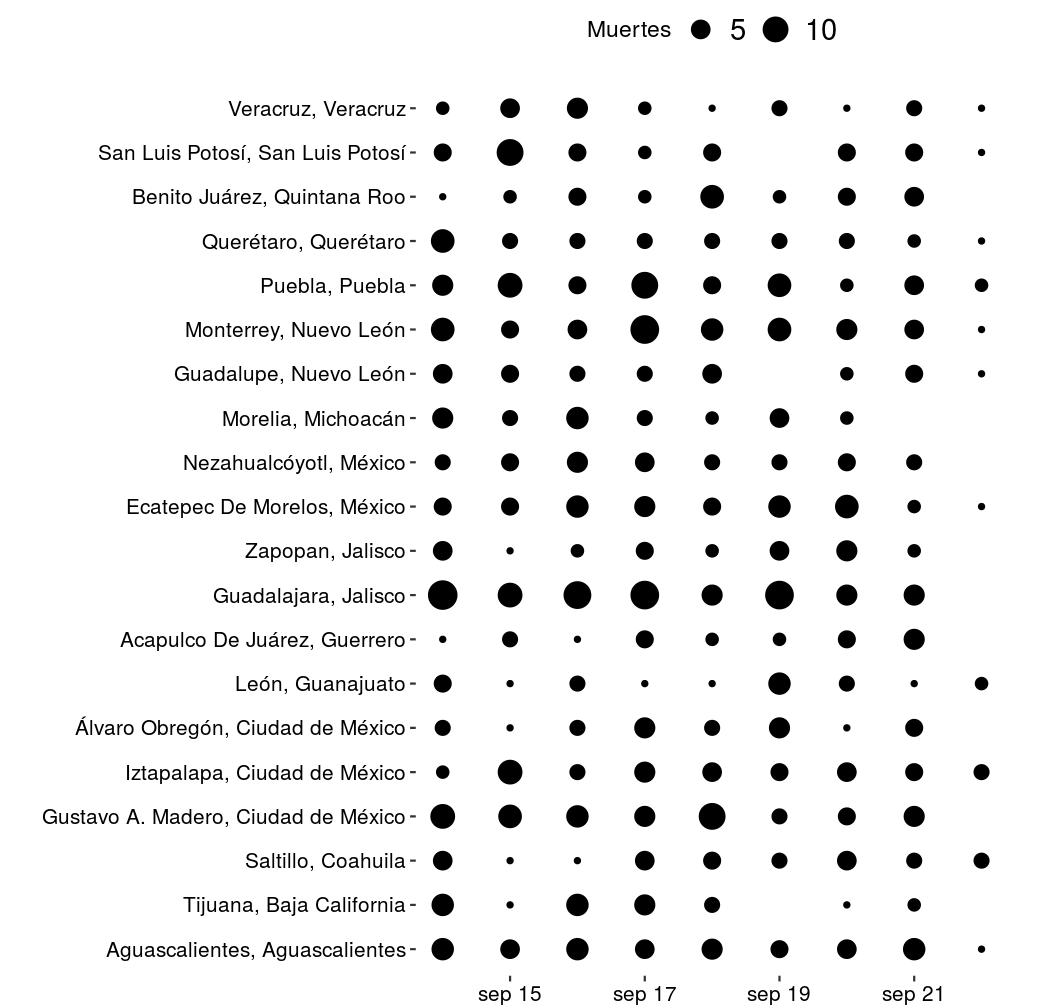 Muertes 5 10
Veracruz, Veracruz
San Luis Potosí, San Luis Potosí
Benito Juárez, Quintana Roo
Querétaro, Querétaro
Puebla, Puebla
Monterrey, Nuevo León
Guadalupe, Nuevo León
Morelia, Michoacán
Nezahualcóyotl, México
Ecatepec De Morelos, México
Zapopan, Jalisco
Guadalajara, Jalisco
Acapulco De Juárez, Guerrero
León, Guanajuato
Álvaro Obregón, Ciudad de México
Iztapalapa, Ciudad de México
Gustavo A. Madero, Ciudad de México
Saltillo, Coahuila
Tijuana, Baja California
Aguascalientes, Aguascalientes
sep 15 sep 17 sep 19 sep 21